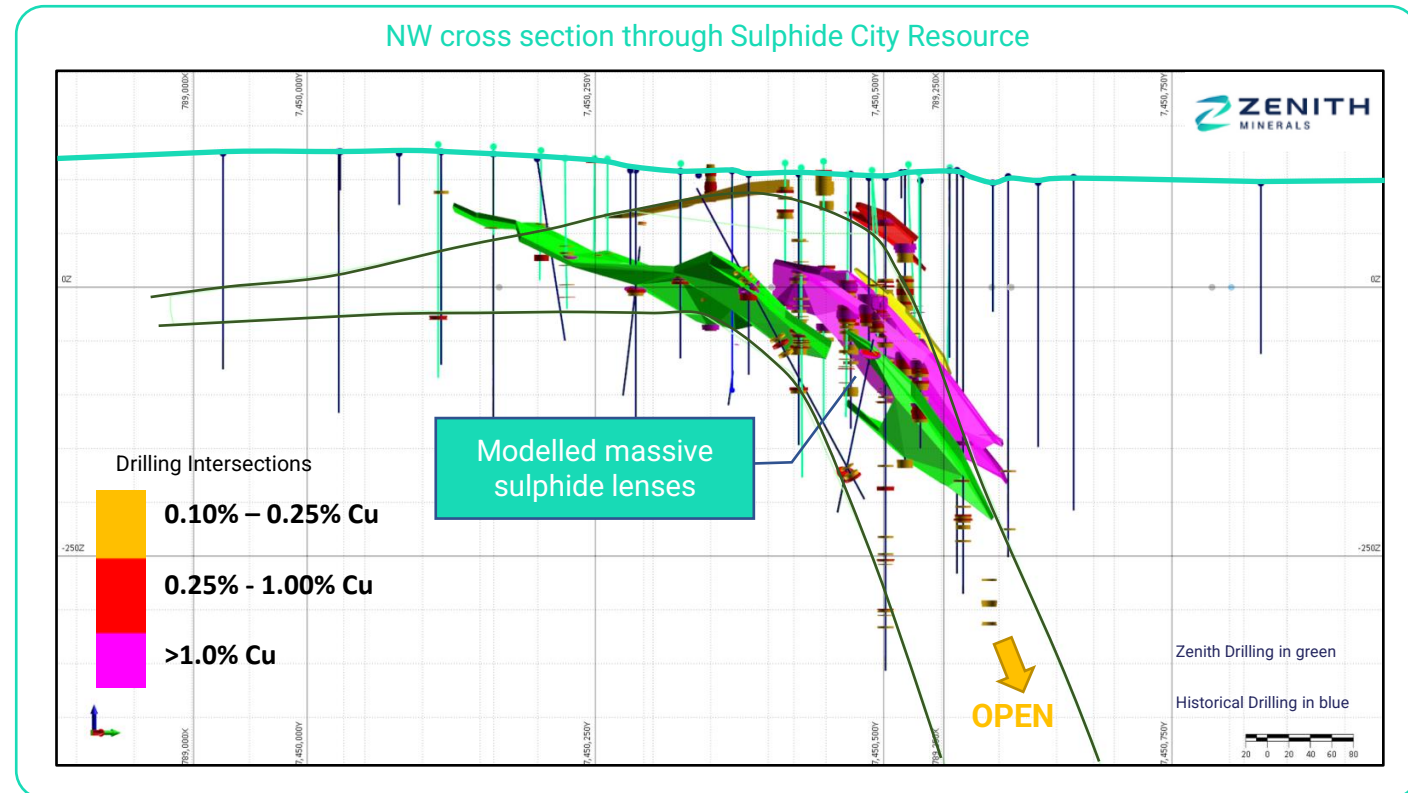 NW cross section through Sulphide City Resource
789,000X
7,450,000Y
7,450,250Y
7,450,500Y
789,250X
7,450,750Y
ZENITH
MINERALS
0Z
0Z
Modelled massive
sulphide lenses
Drilling Intersections
0.10% – 0.25% Cu
0.25% - 1.00% Cu
>1.0% Cu
-250Z
-250Z
Zenith Drilling in green
Historical Drilling in blue
OPEN
789,000X
7,450,000Y
7,450,250Y
7,450,500Y
789,250X
7,450,750Y
20 0 20 40 60 80